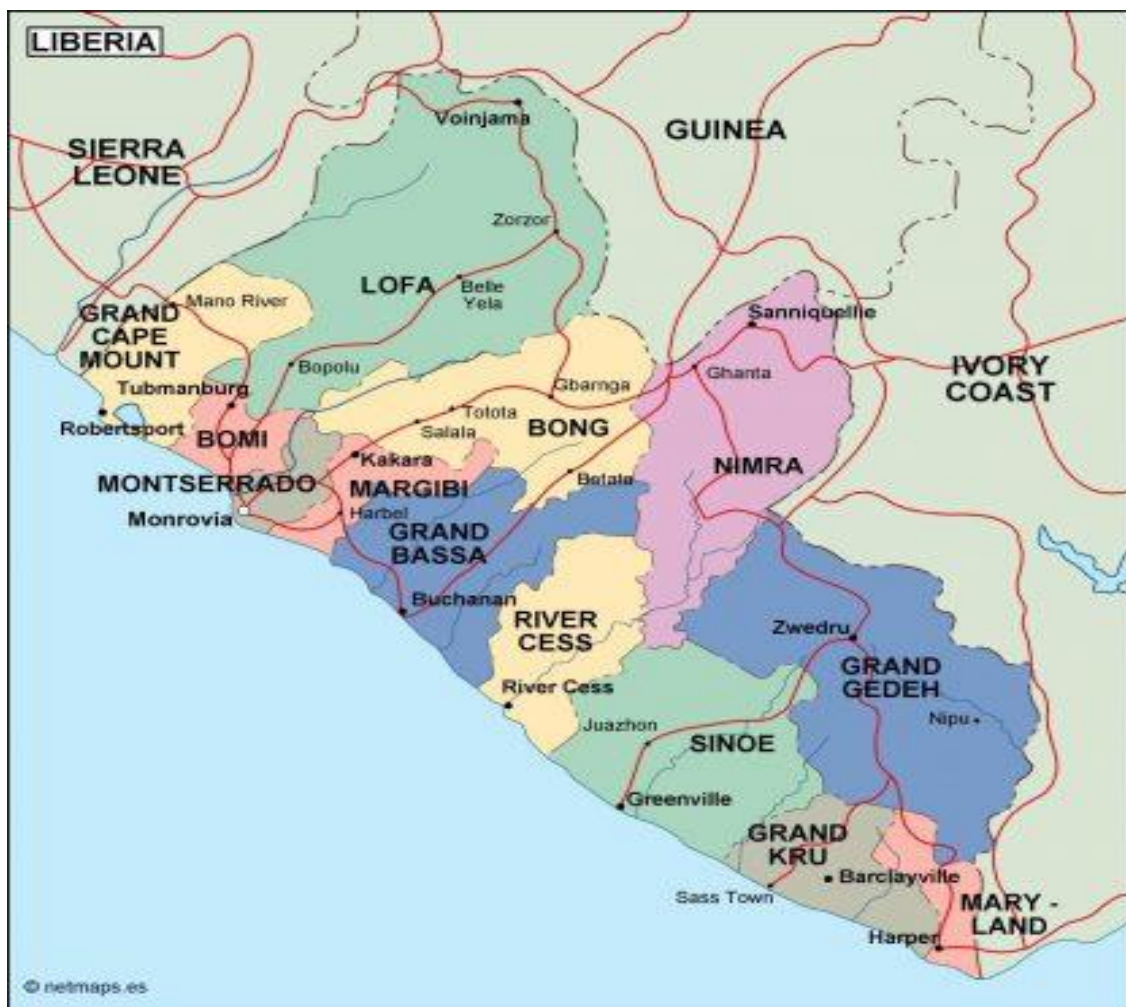 LIBERIA
SIERRA
LEONE
GUINEA
Voinjama
Zorzor
LOFA
Belle
Yela
Mano River
GRAND
CAPE
MOUNT
Sanniquellie
IVORY
COAST
Bopolu
Ghanta
Tubmanburg
Gbarnga
Robertsport
Totota
BOMI
Salala
BONG
Kakara
NIMRA
MONTSERRADO
MARGIBI
Befala
Monrovia
Harbel
GRAND
BASSA
Buchanan
RIVER
CESS
Zwedru
GRAND
GEDEH
River Cess
Juazhon
Nipu
SINOE
Greenville
GRAND
KRU
Barclayville
Sass Town
MARY -
LAND
Harper
© netmaps.es